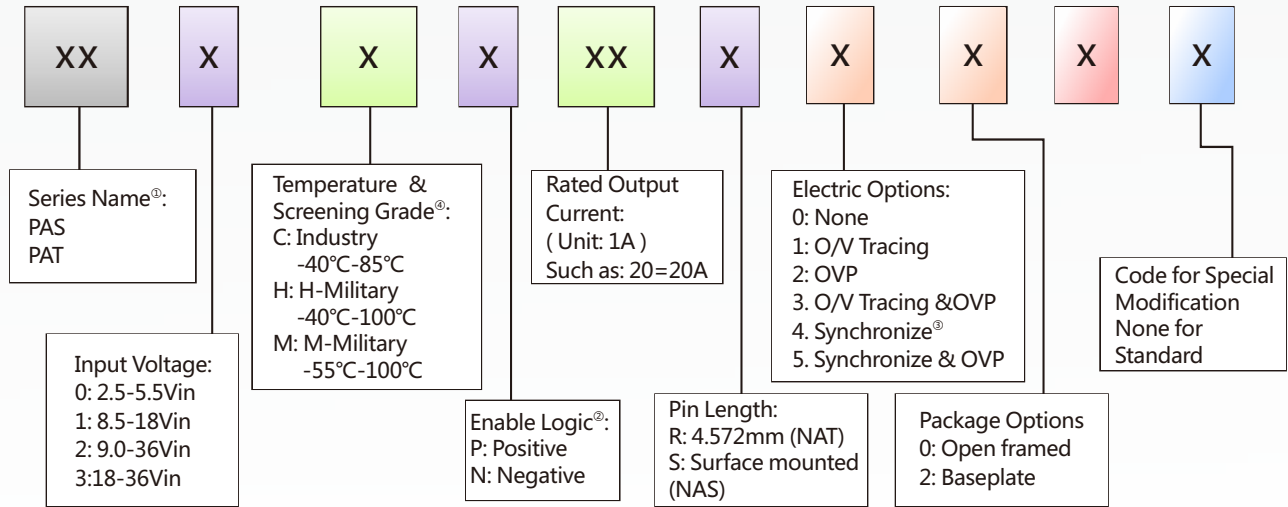 XX X X X XX X X X X X
Series Name①:
PAS
PAT
Input Voltage:
0: 2.5-5.5Vin
1: 8.5-18Vin
2: 9.0-36Vin
3:18-36Vin
Temperature &
Screening Grade④:
C: Industry
-40℃-85℃
H: H-Military
-40℃-100℃
M: M-Military
-55℃-100℃
Enable Logic②:
P: Positive
N: Negative
Rated Output
Current:
( Unit: 1A )
Such as: 20=20A
Pin Length:
R: 4.572mm (NAT)
S: Surface mounted
(NAS)
Electric Options:
0: None
1: O/V Tracing
2: OVP
3. O/V Tracing &OVP
4. Synchronize③
5. Synchronize & OVP
Package Options
0: Open framed
2: Baseplate
Code for Special
Modification
None for
Standard